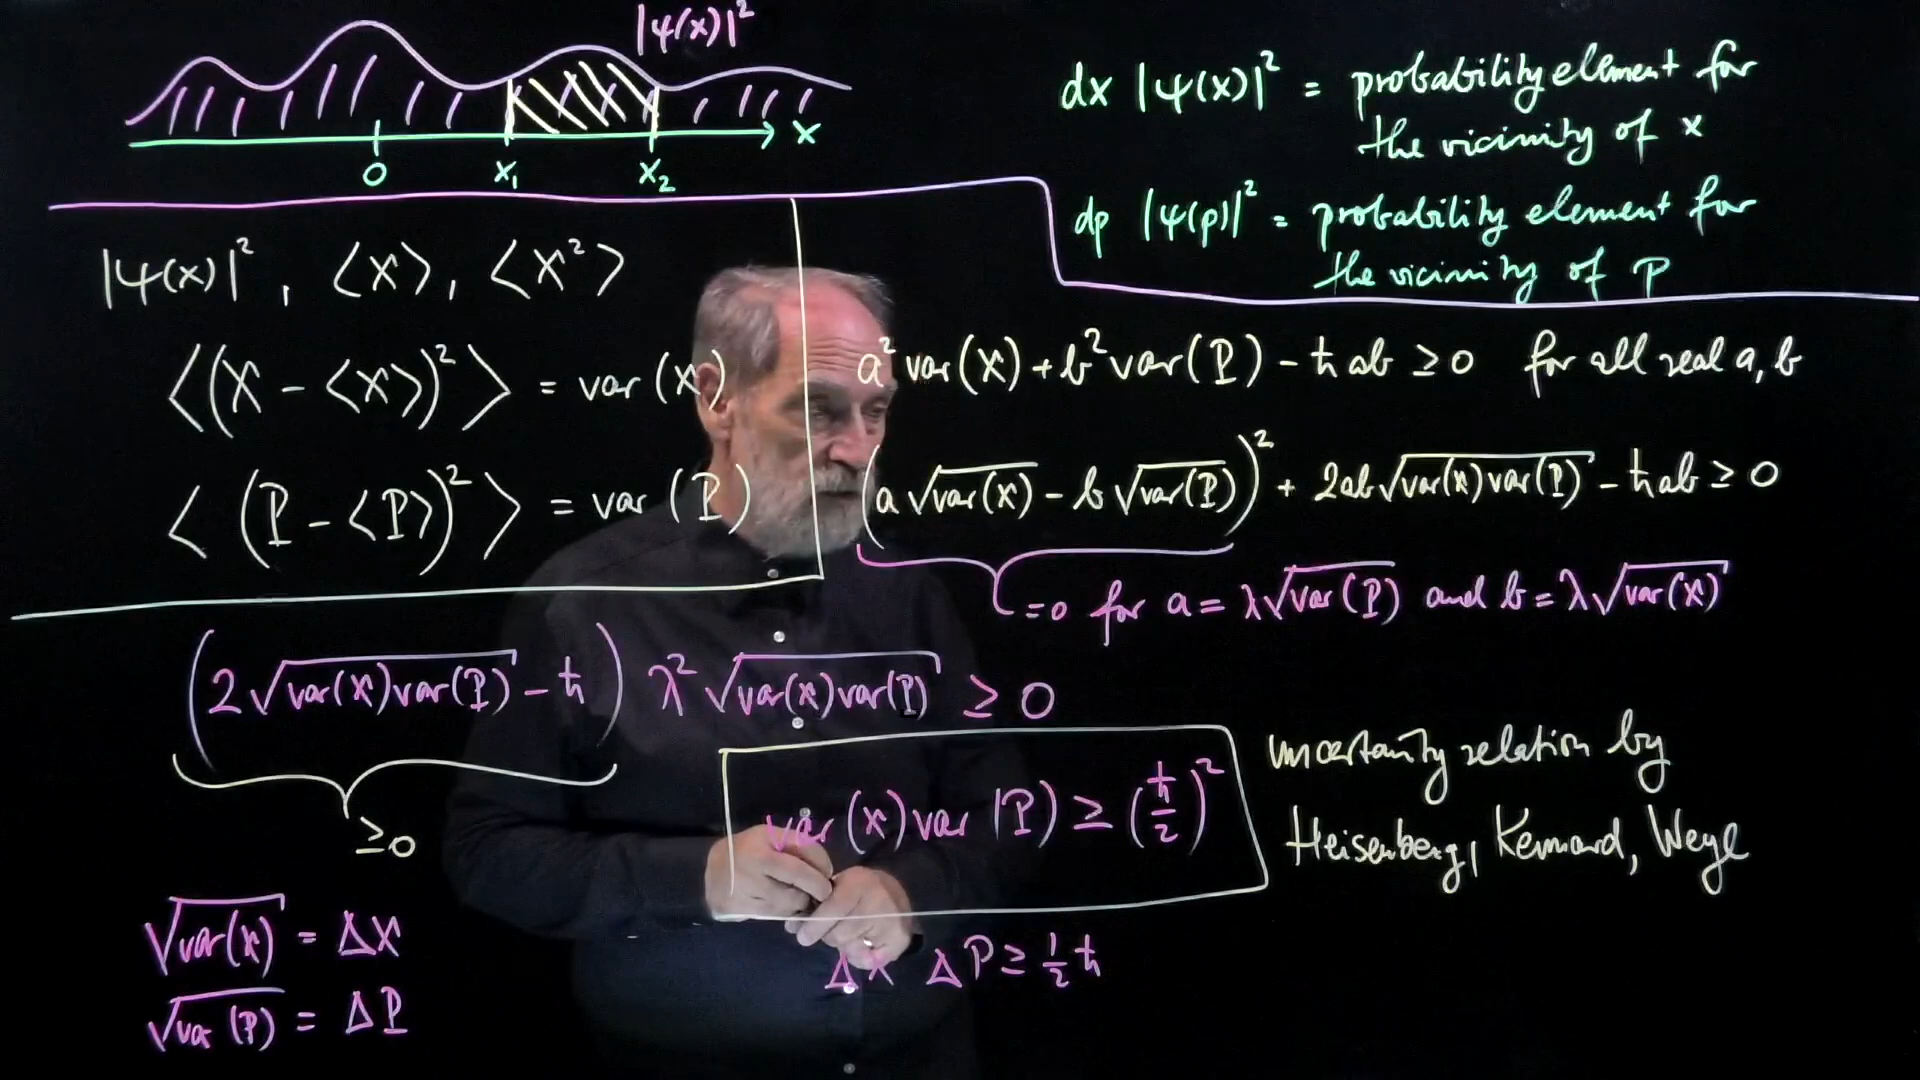 |ψ(x)|²
0 x₁ x₂ x
dx |ψ(x)|² = probability element for
the vicinity of x
dp |ψ(p)|² = probability element for
the vicinity of p
|ψ(x)|², ⟨X⟩, ⟨X²⟩
⟨(X - ⟨X⟩)²⟩ = var(X)
⟨(P - ⟨P⟩)²⟩ = var(P)
a² var(X) + b² var(P) - ħab ≥ 0 for all real a, b
(a√var(X) - b√var(P))² + 2ab√var(X)var(P) - ħab ≥ 0
= 0 for a = λ√var(P) and b = λ√var(X)
(2√var(X)var(P) - ħ) λ²√var(X)var(P) ≥ 0
≥ 0
var(X)var(P) ≥ (ħ/2)²
uncertainty relation by
Heisenberg, Kennard, Weyl
√var(X) = ΔX
√var(P) = ΔP
ΔX ΔP ≥ ½ħ